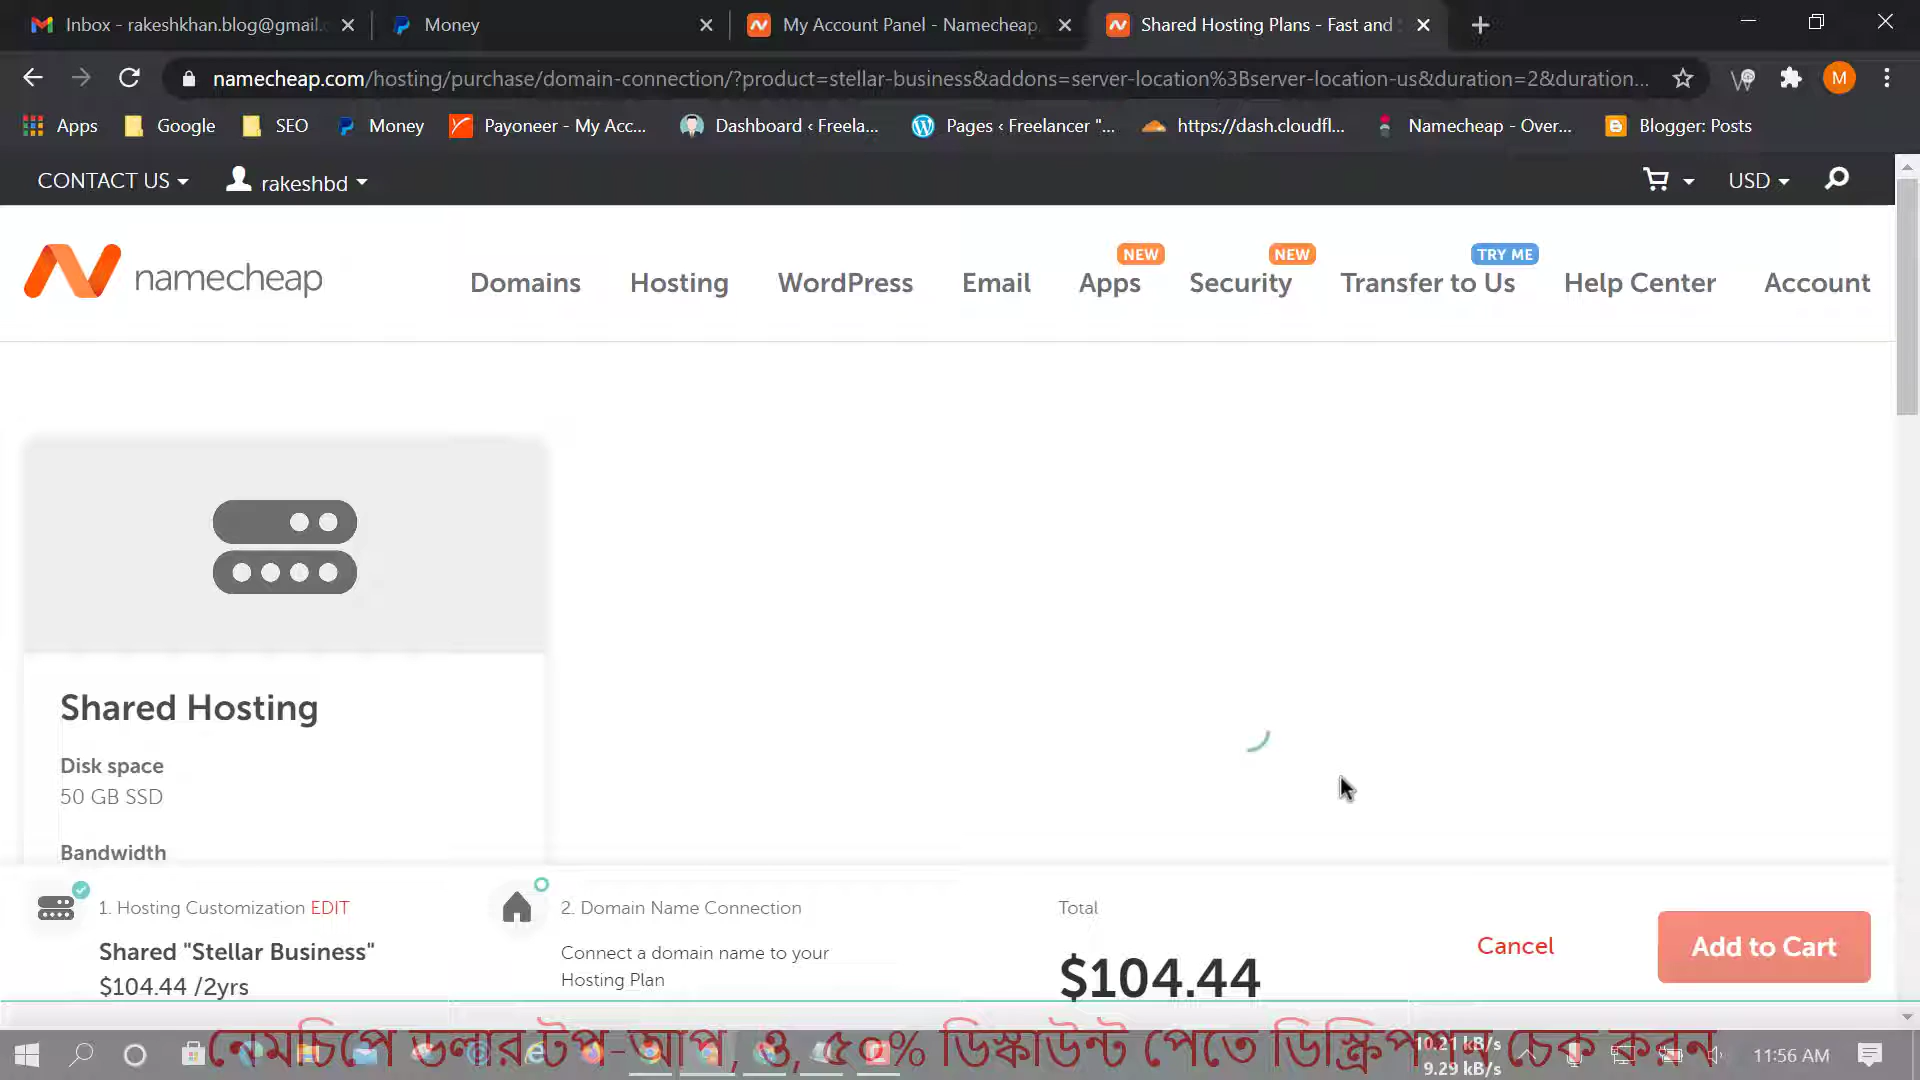 Inbox - rakeshkhan.blog@gmail.
Money
My Account Panel - Namecheap.
Shared Hosting Plans - Fast and
namecheap.com/hosting/purchase/domain-connection/?product=stellar-business&addons=server-location%3Bserver-location-us&duration=2&duration...
M
Apps
Google
SEO
Money
Payoneer - My Acc...
Dashboard ‹ Freela...
Pages ‹ Freelancer "...
https://dash.cloudfl...
Namecheap - Over...
Blogger: Posts
CONTACT US
rakeshbd
USD
namecheap
Domains
Hosting
WordPress
Email
Apps
NEW
Security
NEW
Transfer to Us
TRY ME
Help Center
Account
Shared Hosting
Disk space
50 GB SSD
Bandwidth
1. Hosting Customization EDIT
Shared "Stellar Business"
$104.44 /2yrs
2. Domain Name Connection
Connect a domain name to your
Hosting Plan
Total
$104.44
Cancel
Add to Cart
নেমচিপে ডলার টপ-আপ, ও, ৫০% ডিস্কাউন্ট পেতে ডিস্ক্রিপশন চেক করুন
10.21 kB/s
9.29 kB/s
11:56 AM